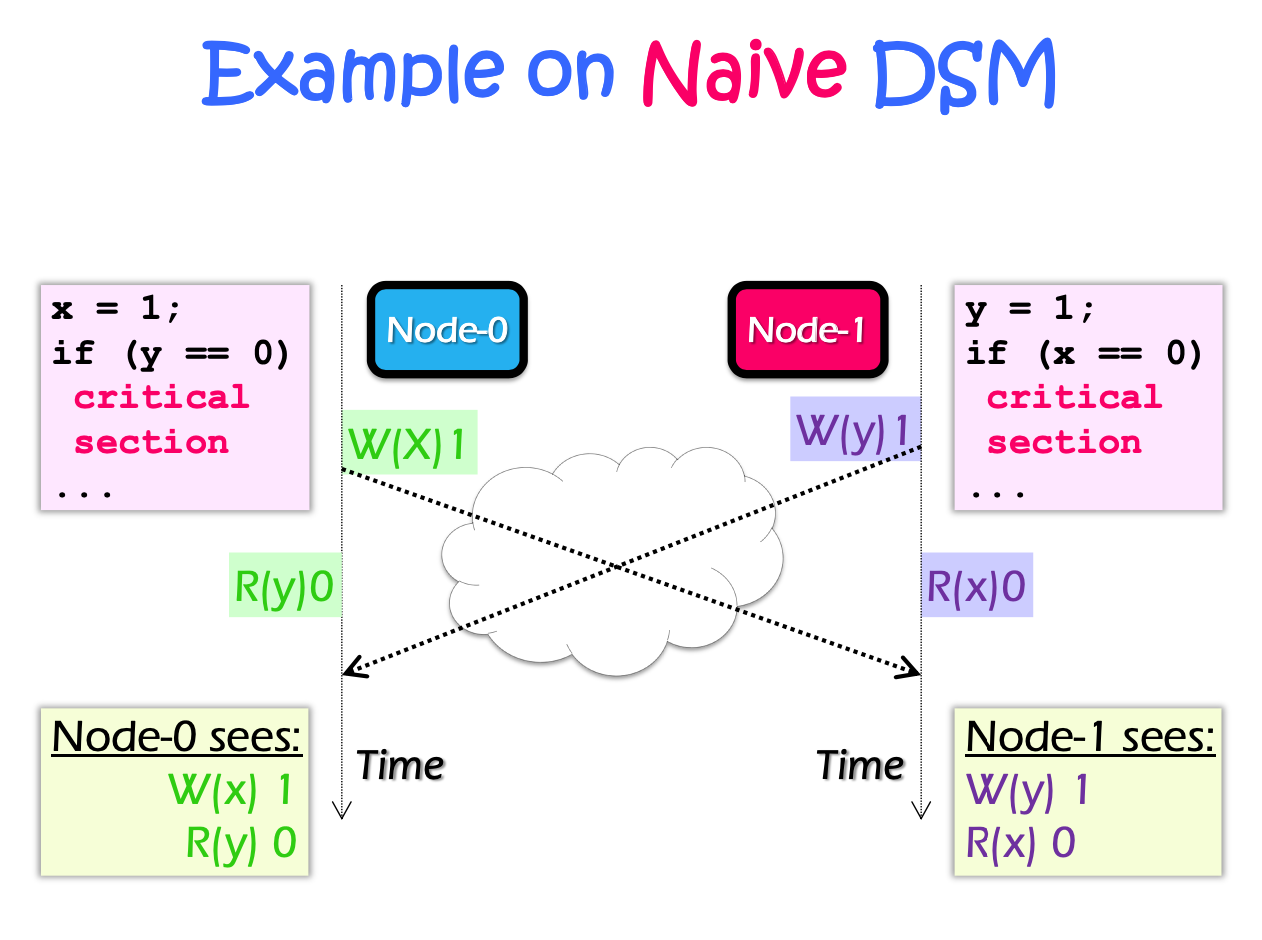 Example on Naive DSM
x = 1;
if (y == 0)
critical
section
...
Node-0
Node-1
y = 1;
if (x == 0)
critical
section
...
W(X)1
W(y)1
R(y)0
R(x)0
Node-0 sees:
W(x) 1
R(y) 0
Time
Time
Node-1 sees:
W(y) 1
R(x) 0